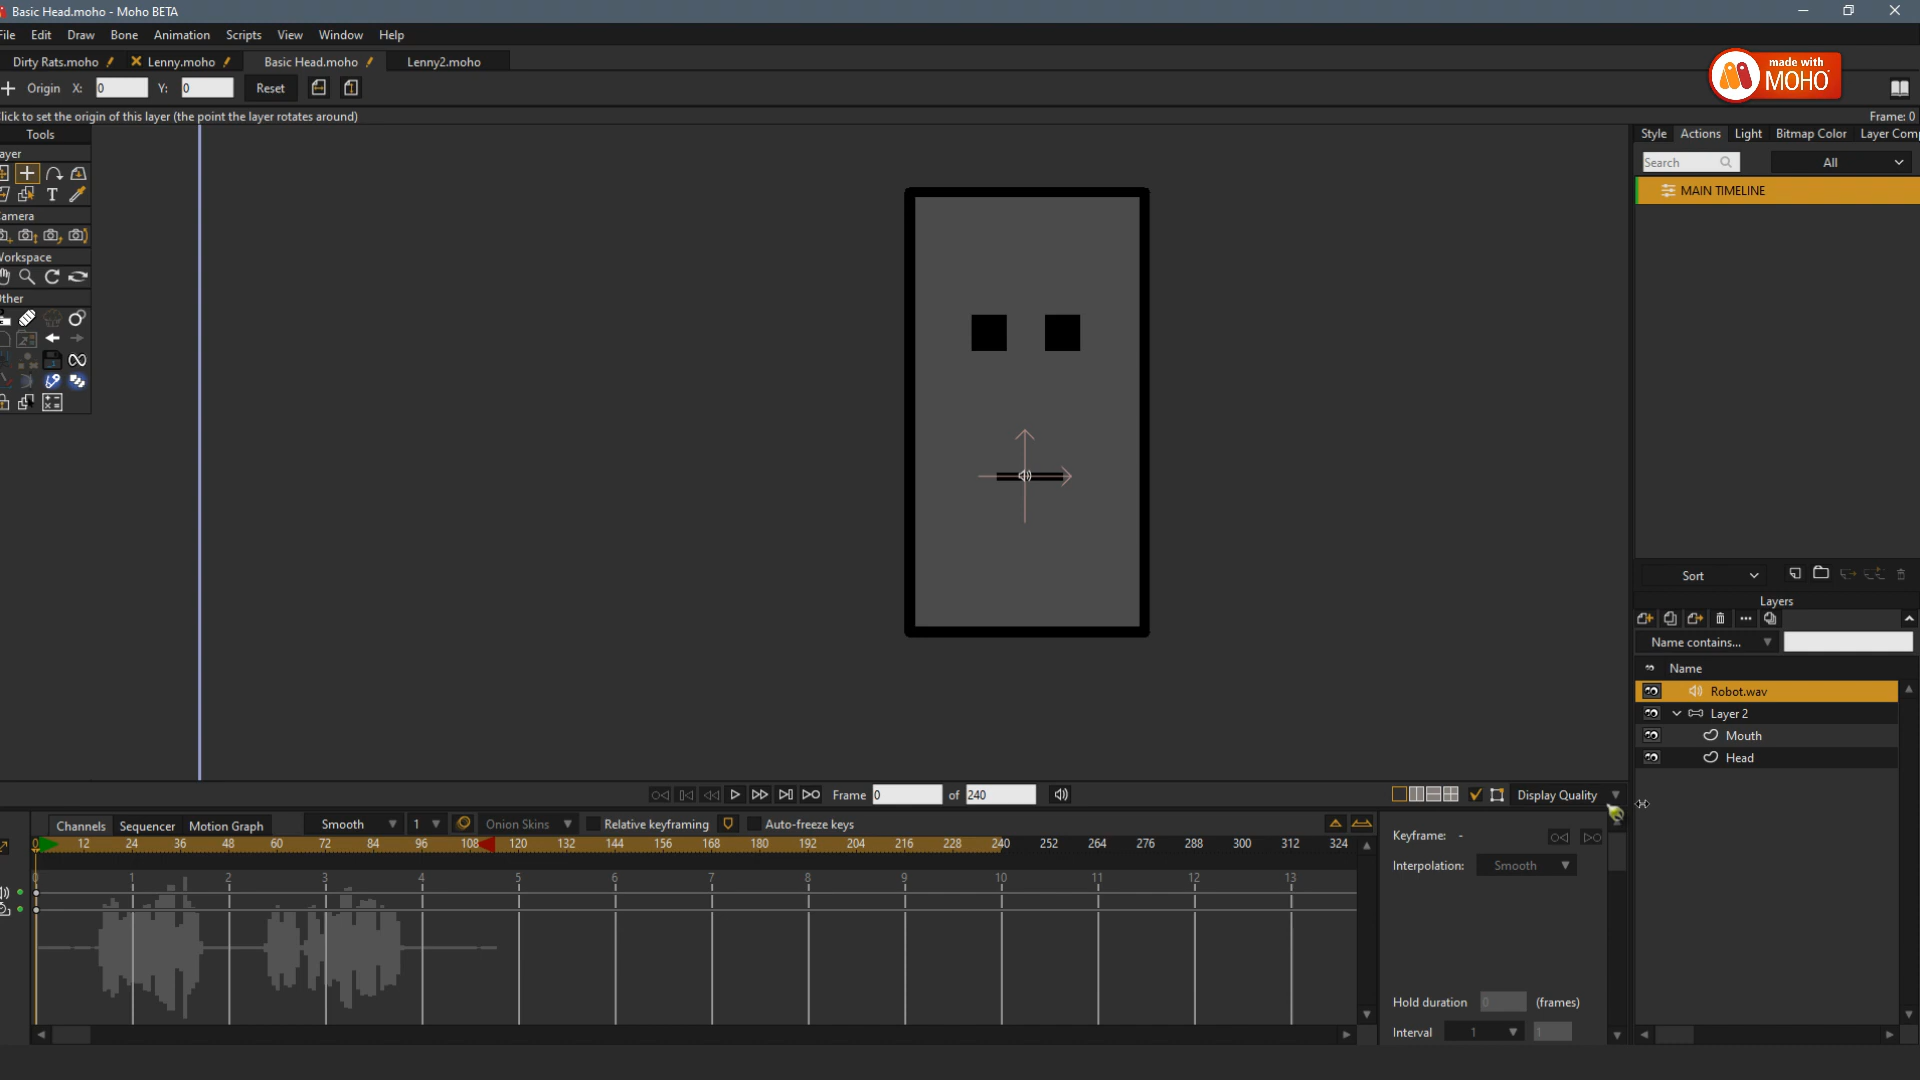 Basic Head.moho - Moho BETA
File Edit Draw Bone Animation Scripts View Window Help
Dirty Rats.moho Lenny.moho Basic Head.moho Lenny2.moho
Origin X: 0 Y: 0 Reset
made with
MOHO
lick to set the origin of this layer (the point the layer rotates around) Frame: 0
Tools
ayer
T
amera
Workspace
Other
Style Actions Light Bitmap Color Layer Comp
Search All
MAIN TIMELINE
Sort
Layers
Name contains...
Name
Robot.wav
Layer 2
Mouth
Head
Frame 0 of 240 Display Quality
Channels Sequencer Motion Graph Smooth 1 Onion Skins Relative keyframing Auto-freeze keys
0 12 24 36 48 60 72 84 96 108 120 132 144 156 168 180 192 204 216 228 240 252 264 276 288 300 312 324
0 1 2 3 4 5 6 7 8 9 10 11 12 13
Keyframe: -
Interpolation: Smooth
Hold duration 0 (frames)
Interval 1 1